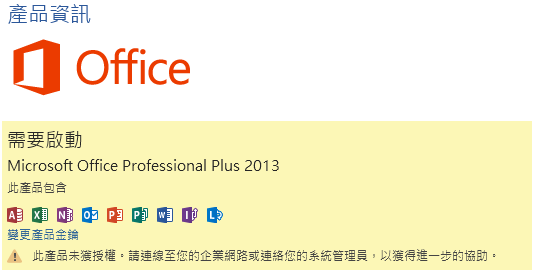 產品資訊
Office
需要啟動
Microsoft Office Professional Plus 2013
此產品包含
變更產品金鑰
此產品未獲授權。請連線至您的企業網路或連絡您的系統管理員，以獲得進一步的協助。